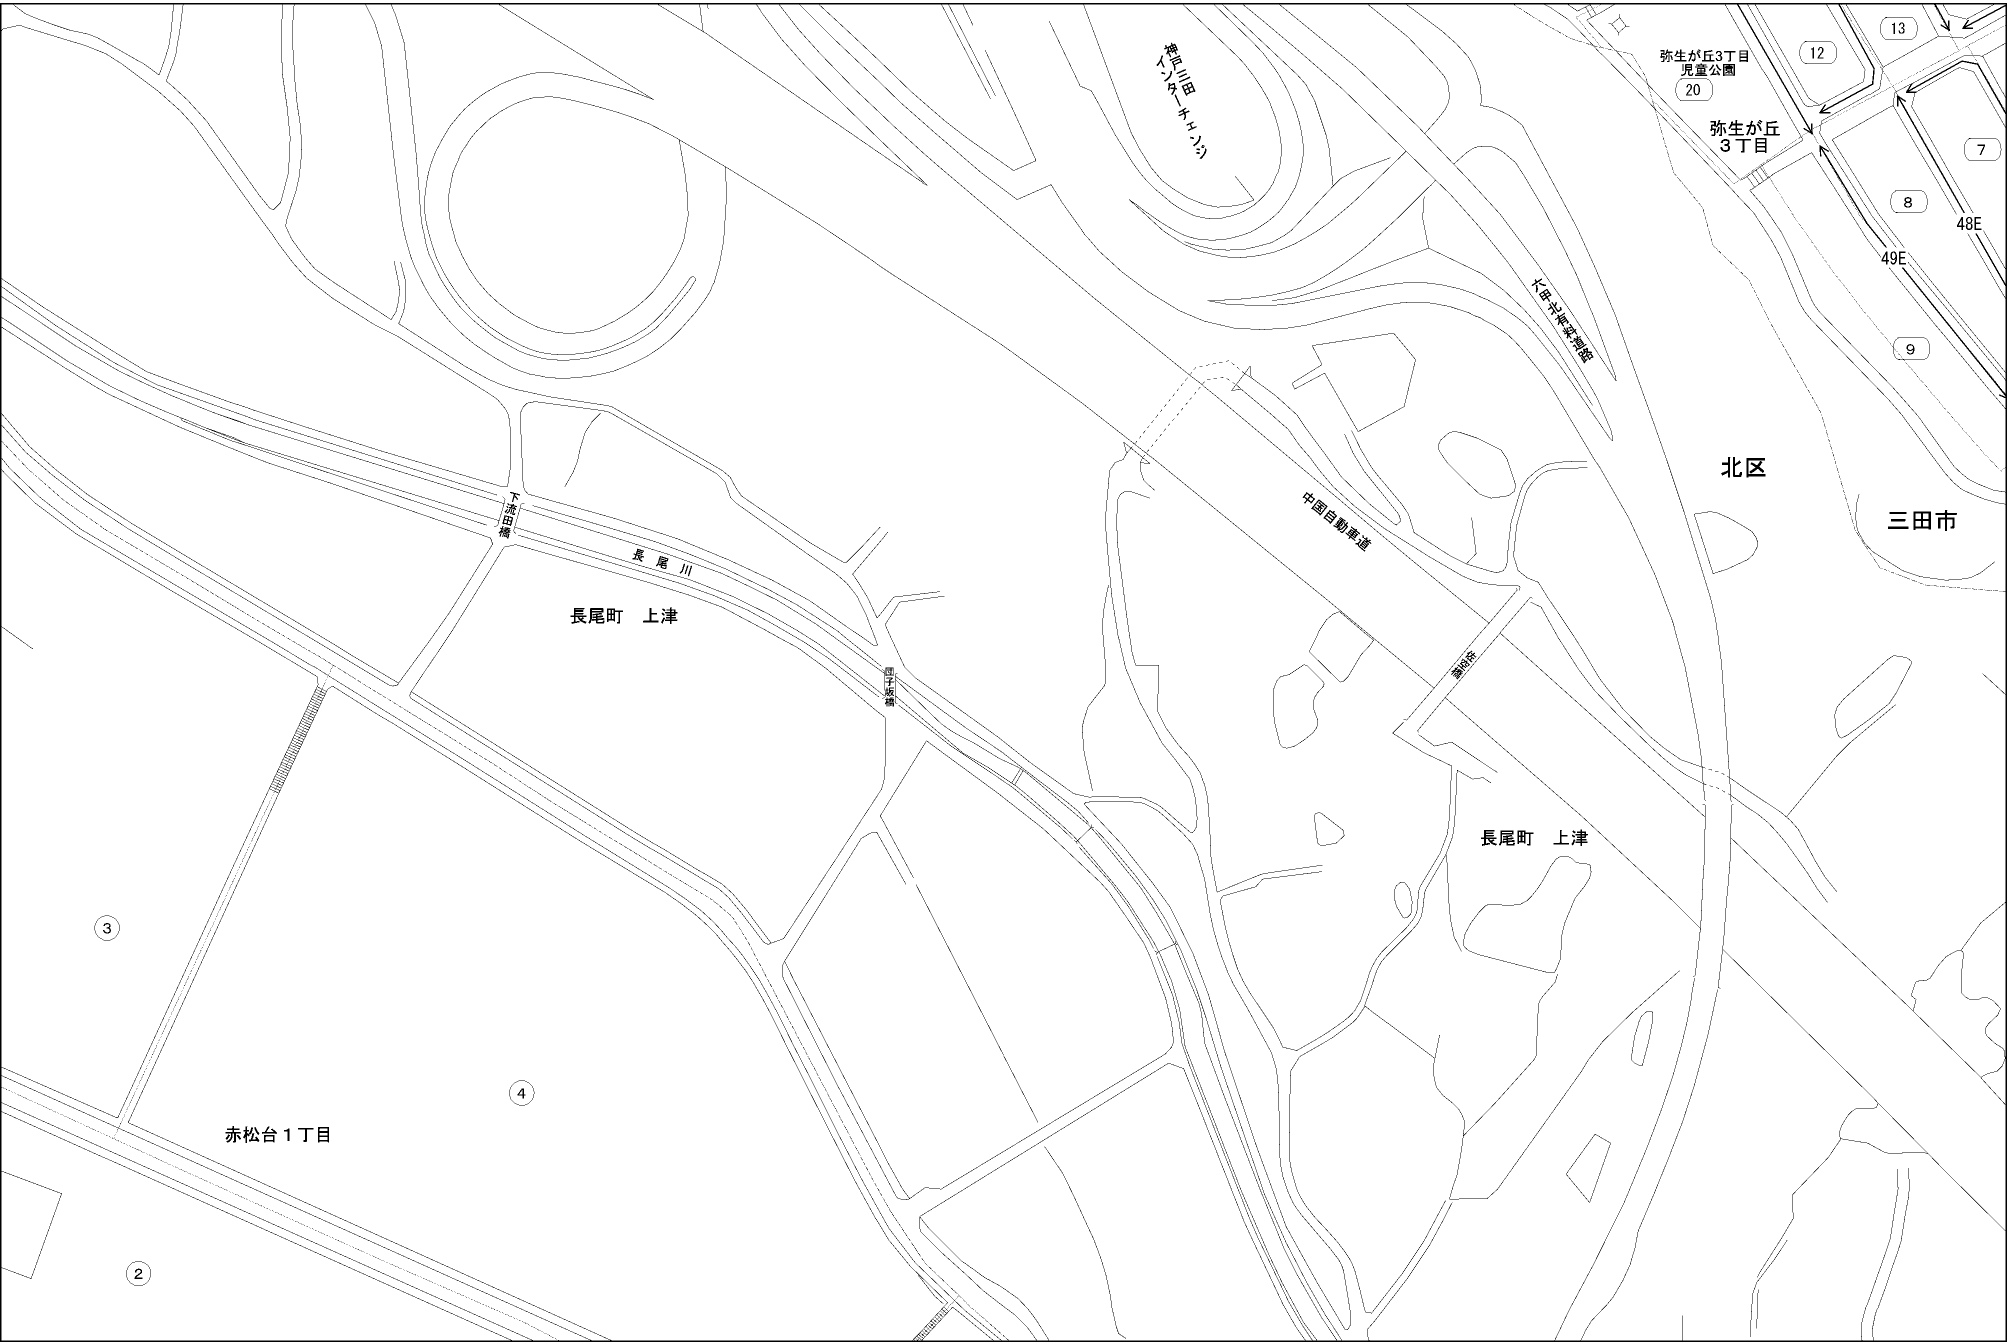 13
12
弥生が丘3丁目
児童公園
20
弥生が丘
3丁目
7
8
48E
49E
9
神戸三田
インターチェンジ
六甲北有料道路
北区
三田市
中国自動車道
下流田橋
長尾川
長尾町 上津
団子坂橋
長尾町 上津
3
4
赤松台1丁目
2